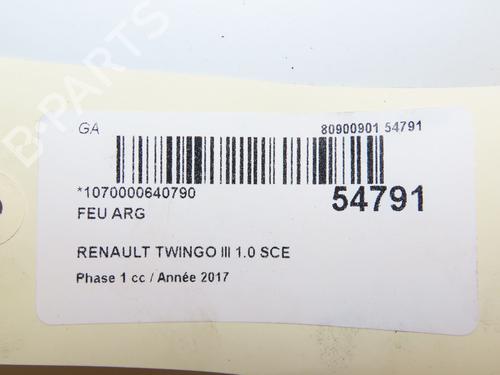 GA
80900901 54791
*1070000640790
54791
FEU ARG
RENAULT TWINGO III 1.0 SCE
Phase 1 cc / Année 2017
B-PARTS